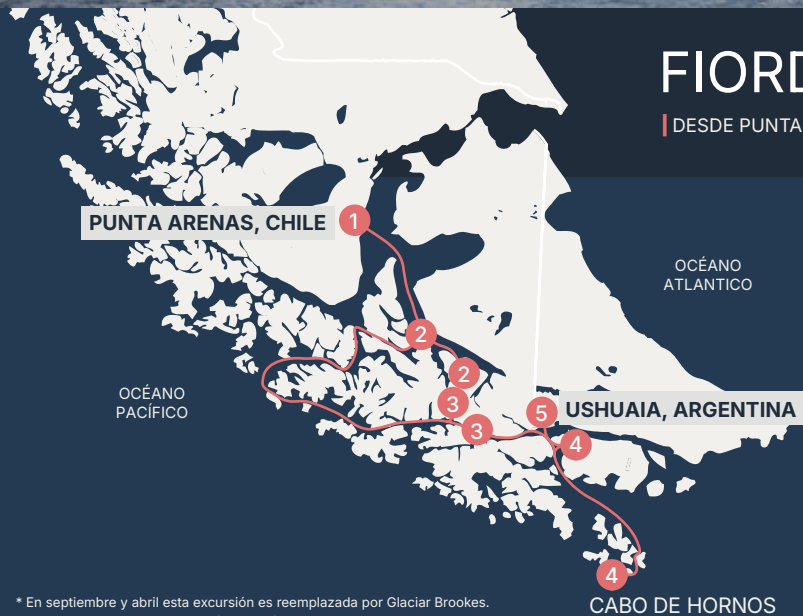 FIORD
DESDE PUNTA
PUNTA ARENAS, CHILE
1
OCÉANO
ATLANTICO
2
2
OCÉANO
PACÍFICO
3
3
5
USHUAIA, ARGENTINA
4
4
CABO DE HORNOS
* En septiembre y abril esta excursión es reemplazada por Glaciar Brookes.